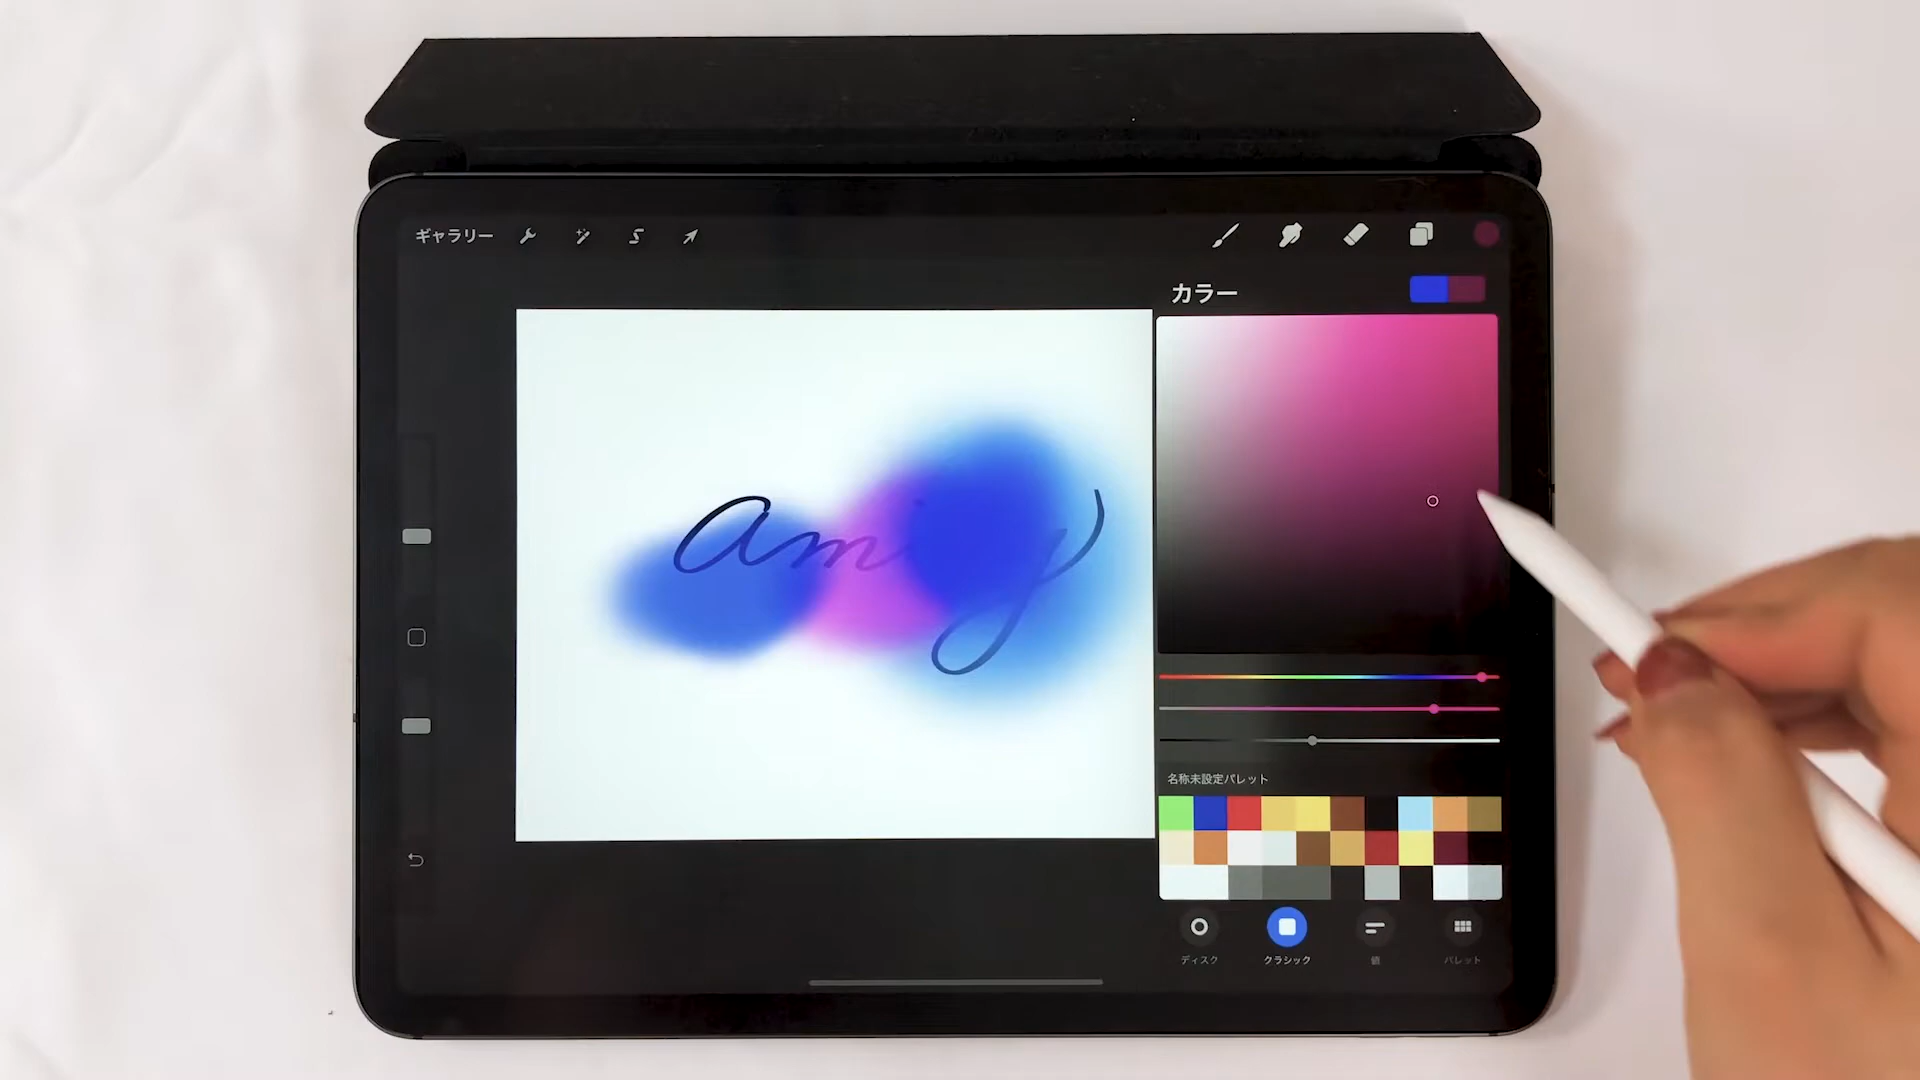 ギャラリー
カラー
名称未設定パレット
ディスク
クラシック
値
パレット